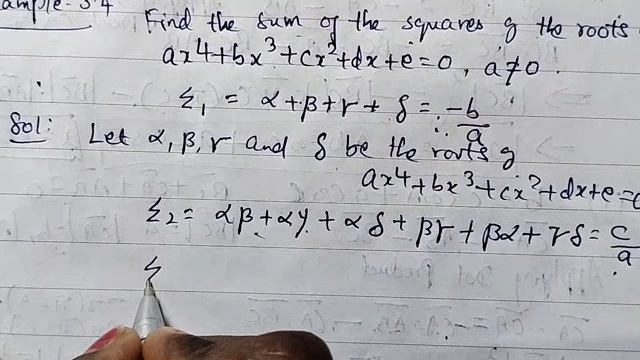 ample 3.4 Find the sum of the squares of the roots
ax⁴+bx³+cx²+dx+e=0, a≠0.
Σ₁ = α+β+γ+δ = -b/a
Sol: Let α, β, γ and δ be the roots of
ax⁴+bx³+cx²+dx+e=0
Σ₂ = αβ+αγ+αδ+βγ+βα+γδ = c/a
Σ